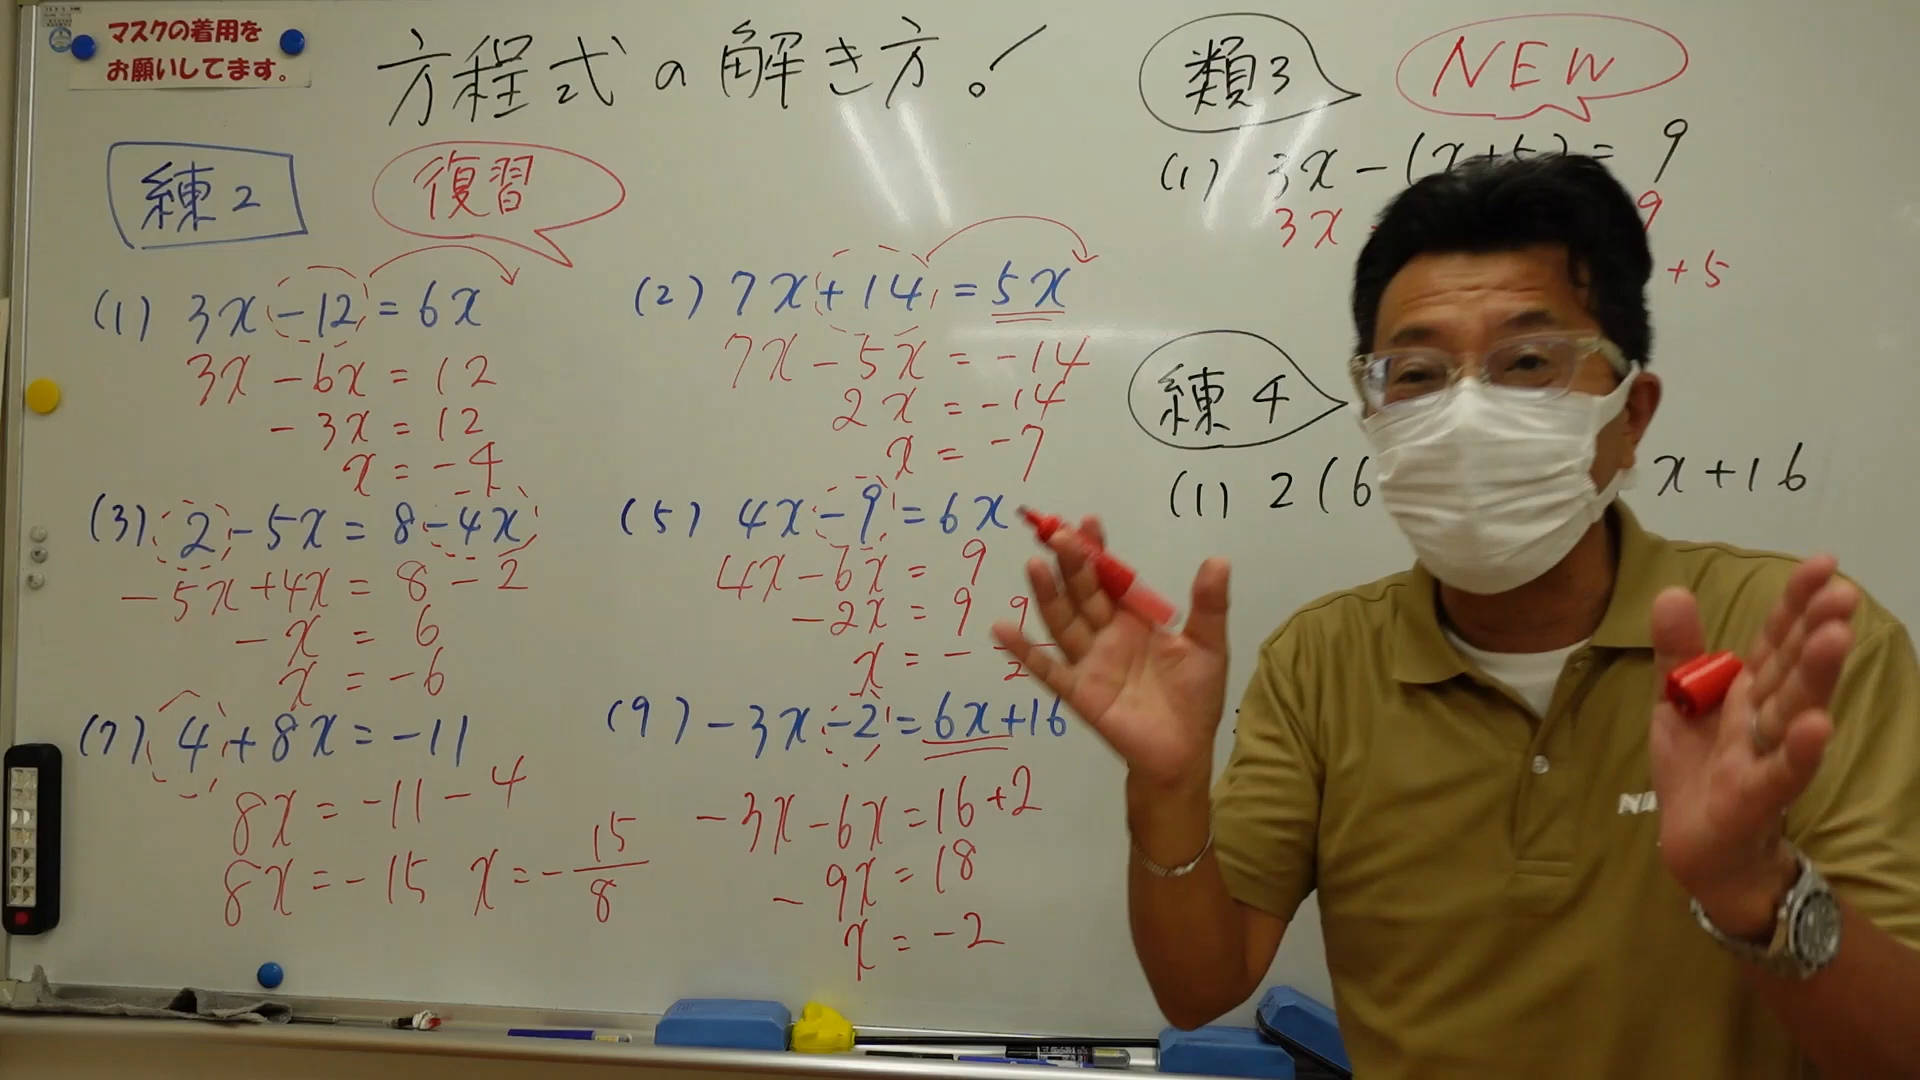 マスクの着用を
お願いしてます。
方程式の解き方!
練2
復習
(1) 3x-12=6x
3x-6x=12
-3x=12
x=-4
(2) 7x+14=5x
7x-5x=-14
2x=-14
x=-7
(3) 2-5x=8-4x
-5x+4x=8-2
-x=6
x=-6
(5) 4x-9=6x
4x-6x=9
-2x=9
x=-9/2
(7) 4+8x=-11
8x=-11-4
8x=-15 x=-15/8
(9) -3x-2=6x+16
-3x-6x=16+2
-9x=18
x=-2
類3
NEW
(1) 3x-(x+5)=9
3x 9
+5
練4
(1) 2(6 x+16